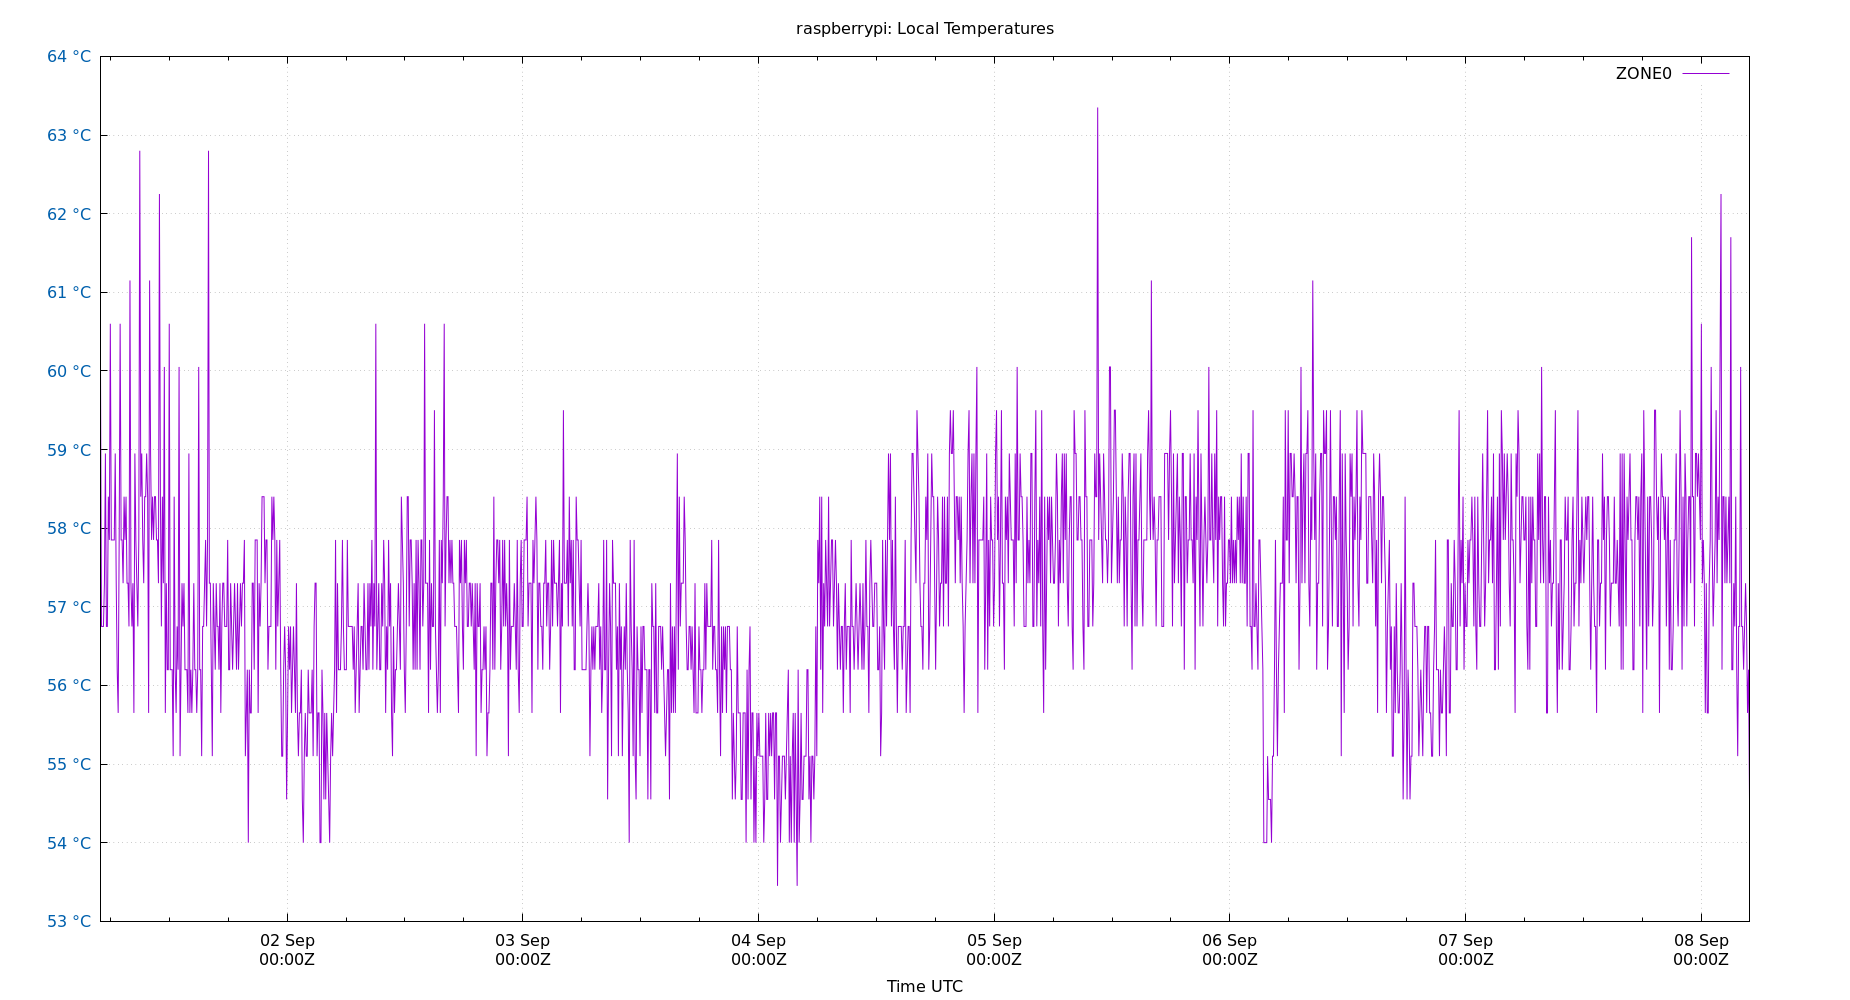 raspberrypi: Local Temperatures
64 °C
ZONE0
63 °C
62 °C
61 °C
60 °C
59 °C
58 °C
57 °C
56 °C
55 °C
54 °C
53 °C
02 Sep 03 Sep 04 Sep 05 Sep 06 Sep 07 Sep 08 Sep
00:00Z 00:00Z 00:00Z 00:00Z 00:00Z 00:00Z 00:00Z
Time UTC